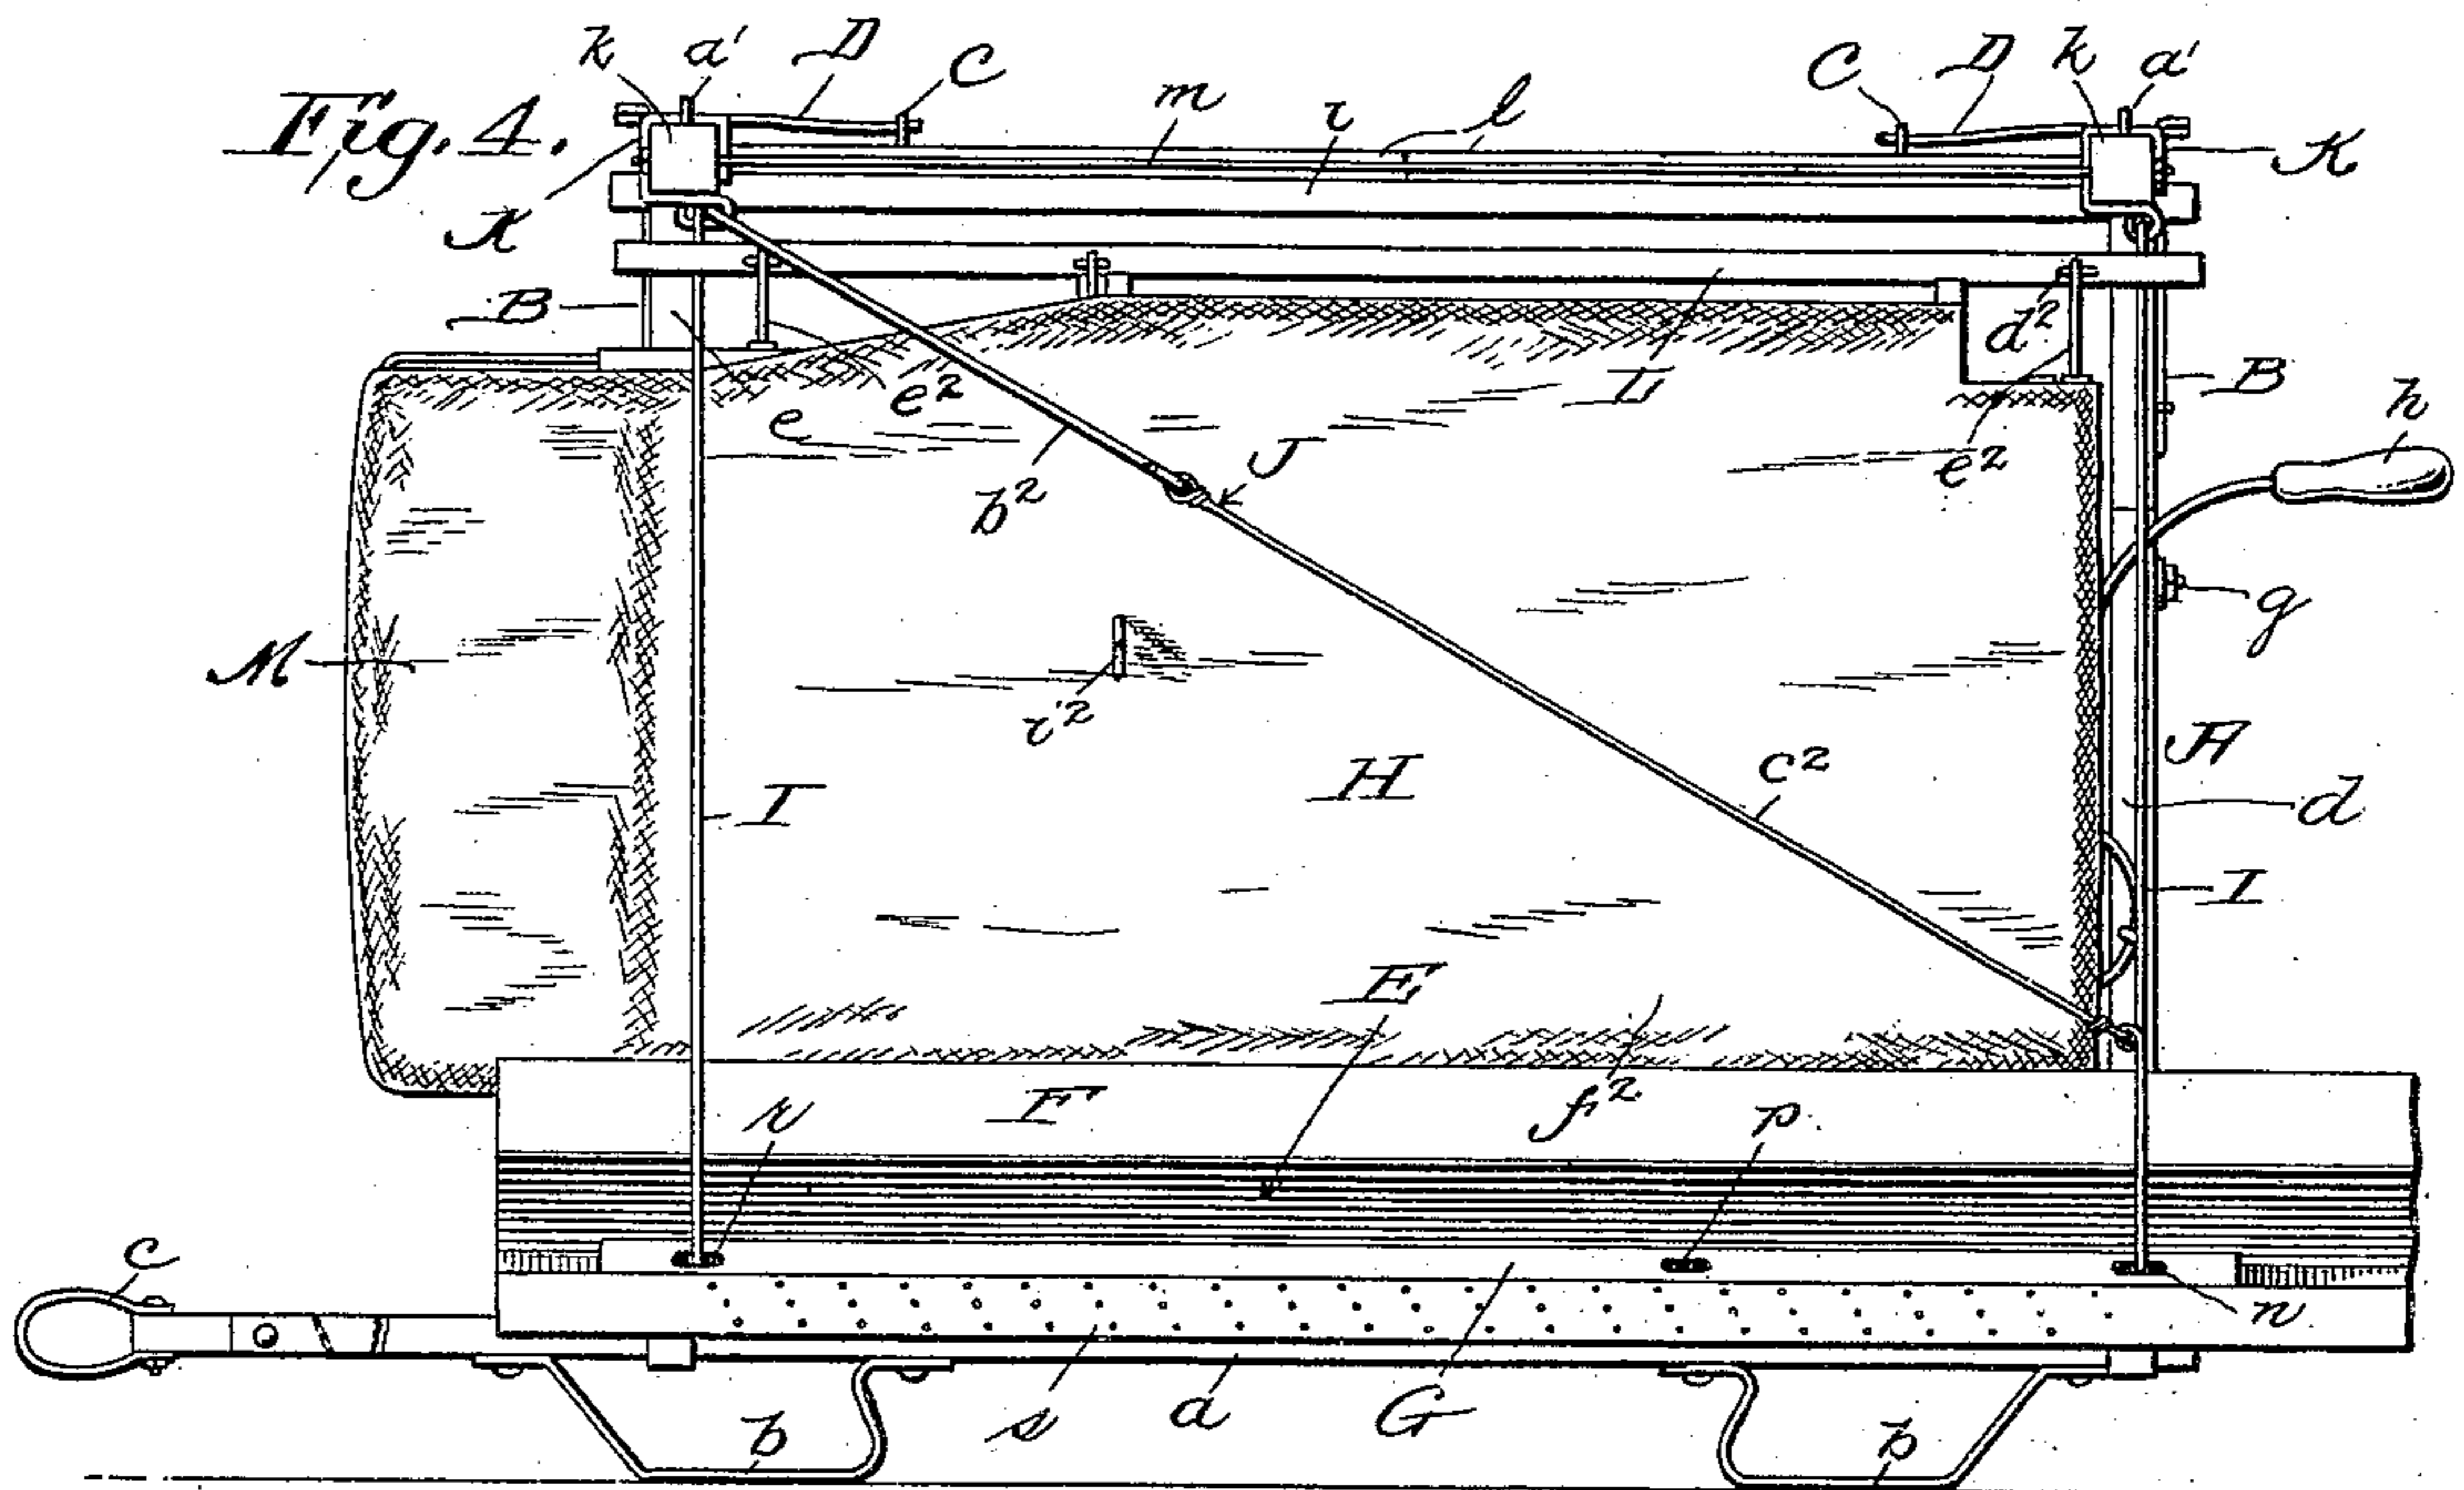 Fig. 4.
k a' D C m i l C D k a' K
K
B e e² L d² e² B h
b² J g
M i² H c² A d
I I
E
F r f² p
c n
s a G
b b